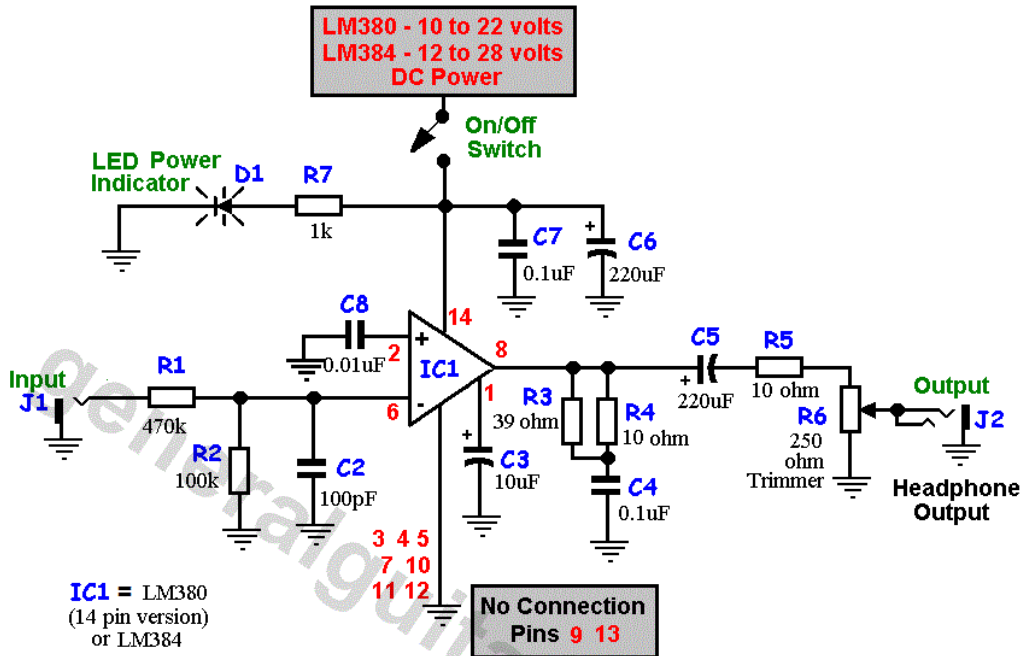 LM380 - 10 to 22 volts
LM384 - 12 to 28 volts
DC Power
On/Off
Switch
LED Power
Indicator
D1
R7
1k
C7
0.1uF
+
C6
220uF
C8
0.01uF
14
+
2
IC1
8
1
6
-
Input
J1
R1
470k
R2
100k
C2
100pF
+
C3
10uF
R3
39 ohm
R4
10 ohm
C4
0.1uF
C5
+
220uF
R5
10 ohm
R6
250
ohm
Trimmer
Output
J2
Headphone
Output
3 4 5
7 10
11 12
IC1 = LM380
(14 pin version)
or LM384
No Connection
Pins 9 13